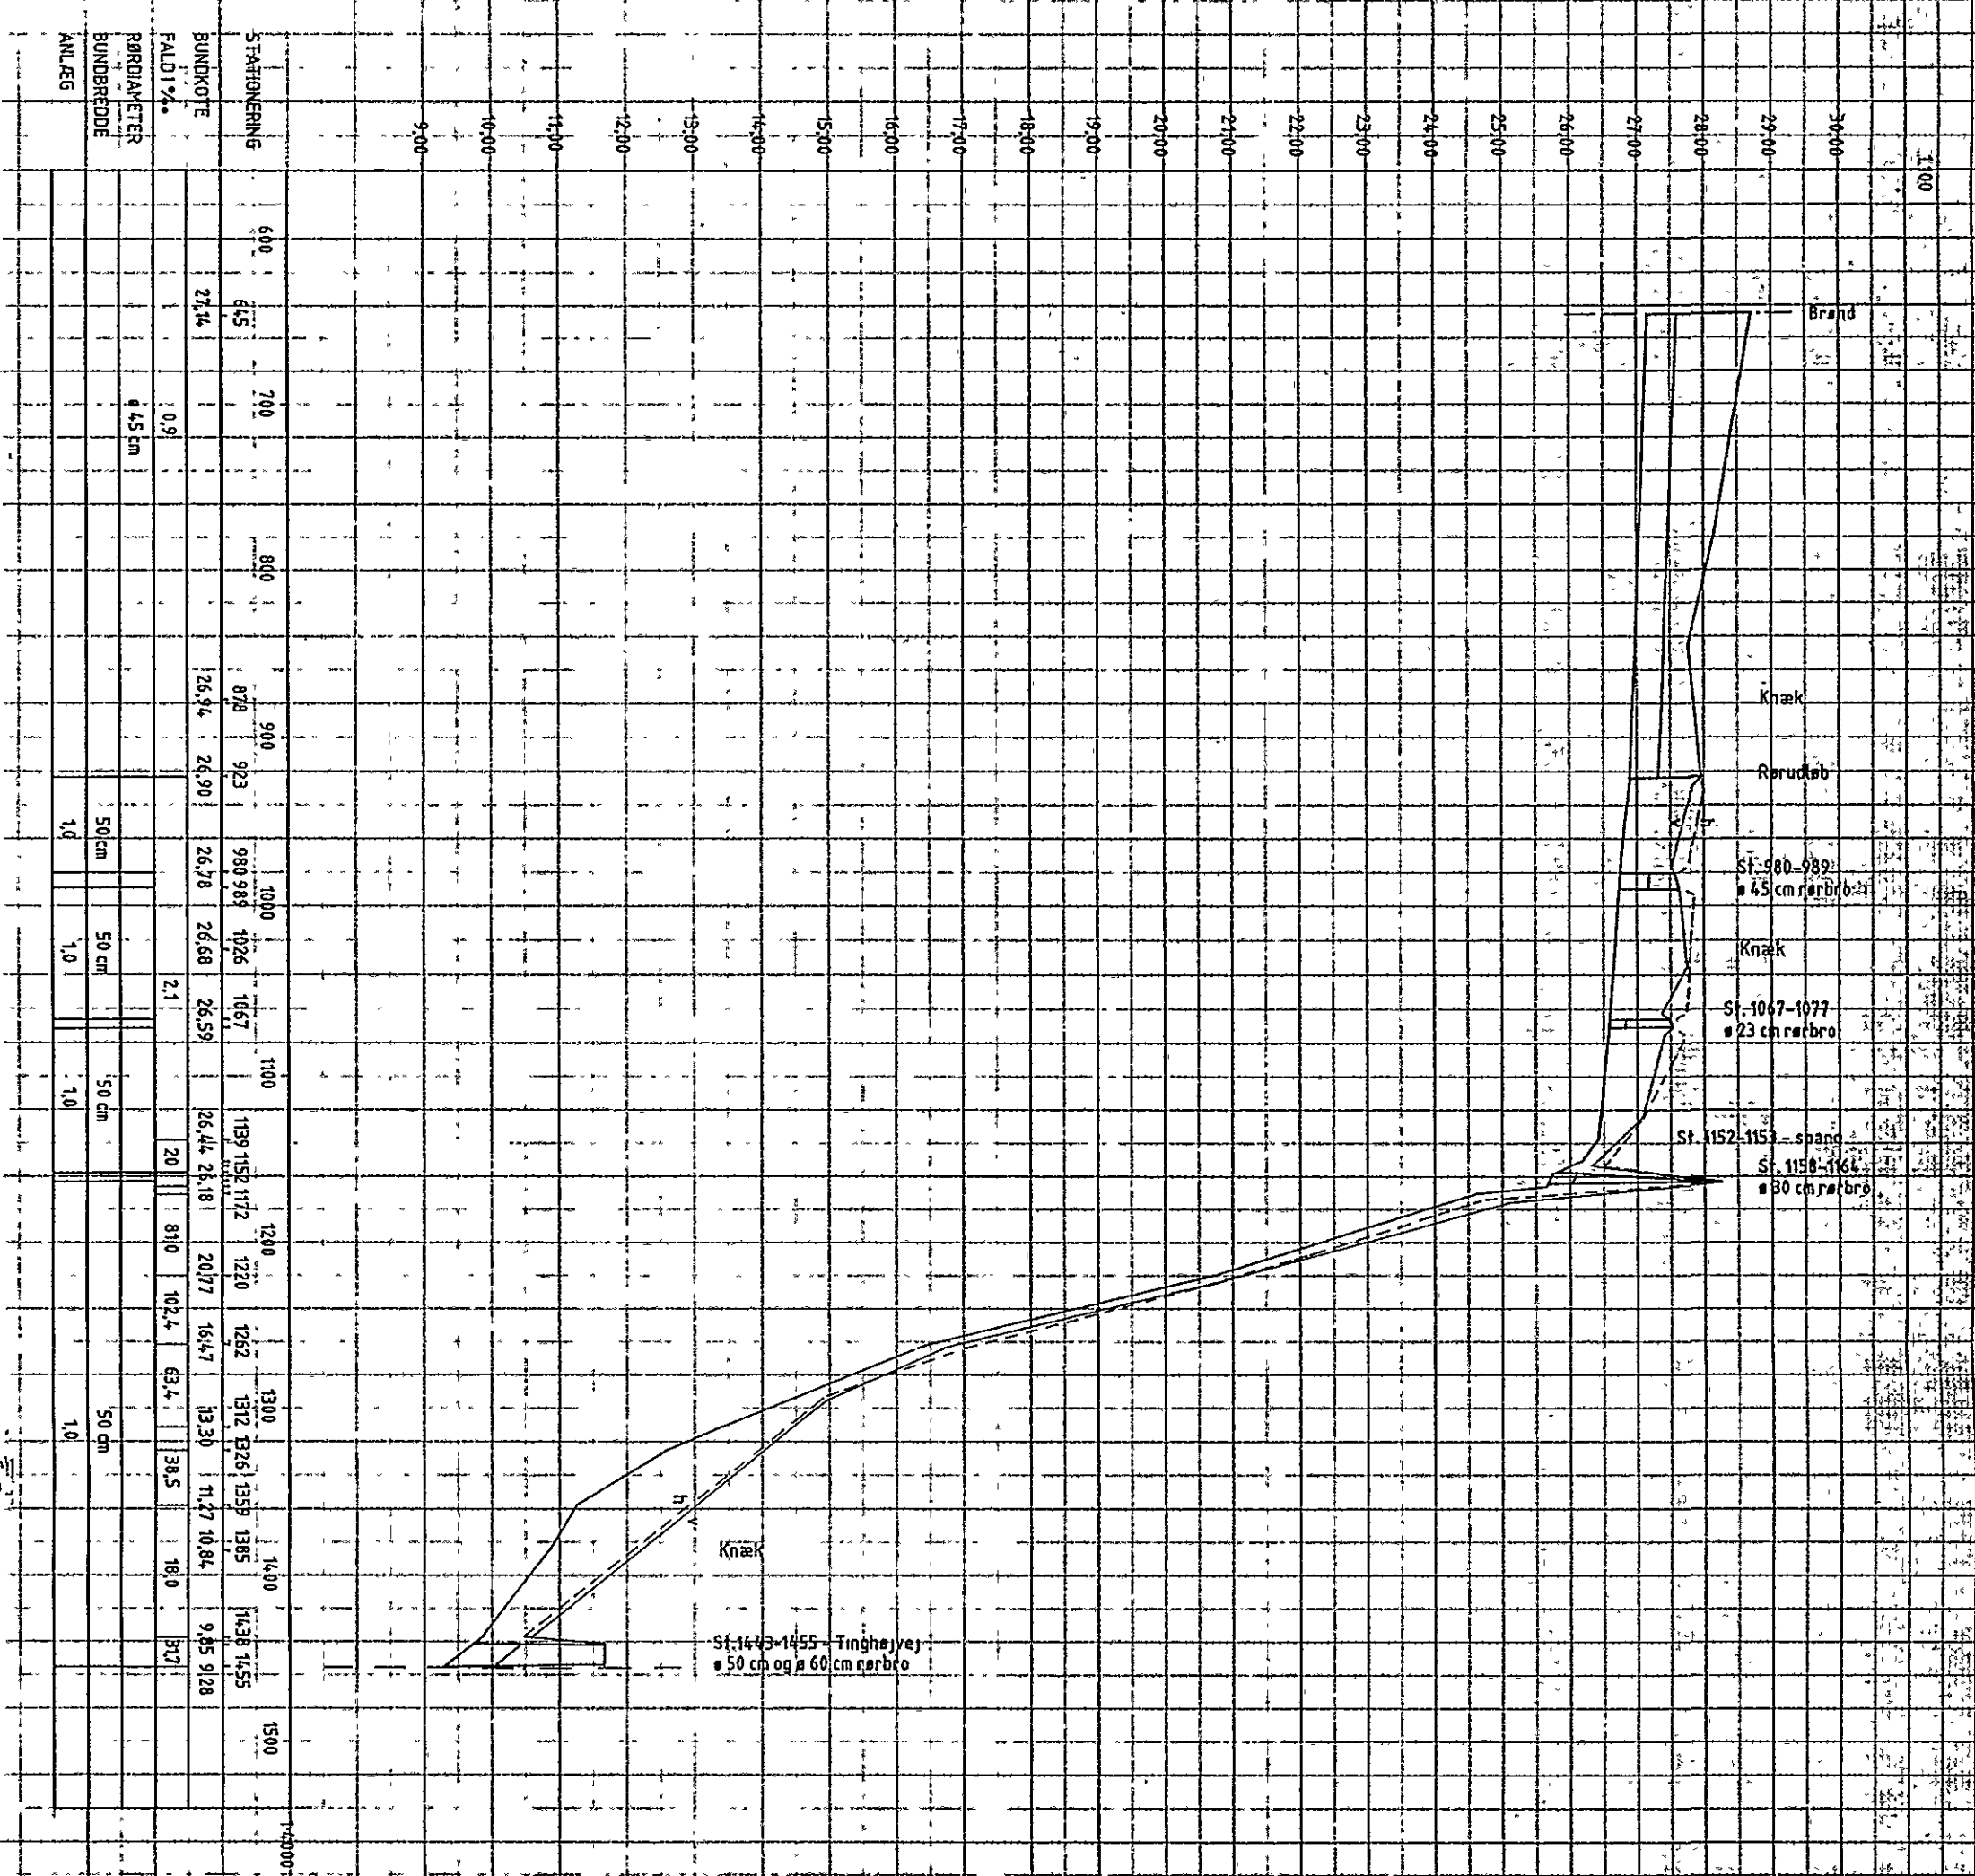 1:100
30,00
29,00
28,00
27,00
26,00
25,00
24,00
23,00
22,00
21,00
20,00
19,00
18,00
17,00
16,00
15,00
14,00
13,00
12,00
11,00
10,00
9,00
Brønd
Knæk
Rørudløb
v h
St. 980-989
ø 45 cm rørbro
Knæk
St. 1067-1077
ø 23 cm rørbro
St. 1152-1153 - spang
St. 1158-1164
ø 30 cm rørbro
h
v
Knæk
St. 1443-1455 - Tinghøjvej
ø 50 cm og ø 60 cm rørbro
1:4000
600 700 800 900 1000 1100 1200 1300 1400 1500
STATIONERING 645 878 923 980 989 1026 1067 1139 1152 1172 1220 1262 1312 1326 1359 1385 1438 1455
BUNDKOTE 27,14 26,94 26,90 26,78 26,68 26,59 26,44 26,18 20,77 16,47 13,30 11,27 10,84 9,85 9,28
FALD I ‰ 0,9 2,1 20 81,0 102,4 63,4 38,5 18,0 31,7
RØRDIAMETER ø 45 cm
BUNDBREDDE 50 cm 50 cm 50 cm 50 cm
ANLÆG 1,0 1,0 1,0 1,0